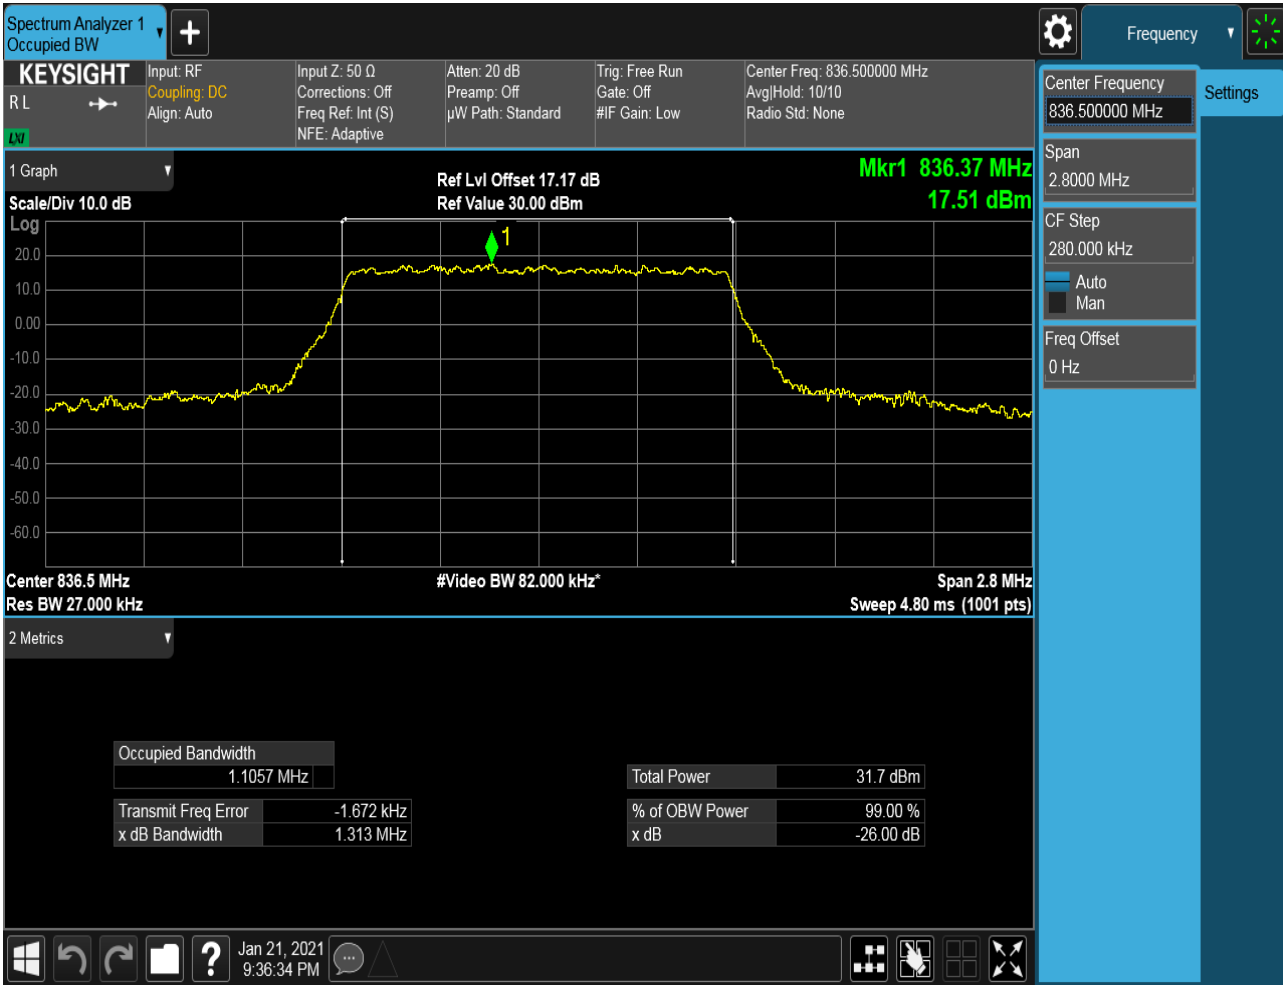 Spectrum Analyzer 1
Occupied BW
Frequency
KEYSIGHT
R L
LXI
Input: RF
Coupling: DC
Align: Auto
Input Z: 50 Ω
Corrections: Off
Freq Ref: Int (S)
NFE: Adaptive
Atten: 20 dB
Preamp: Off
µW Path: Standard
Trig: Free Run
Gate: Off
#IF Gain: Low
Center Freq: 836.500000 MHz
Avg|Hold: 10/10
Radio Std: None
Center Frequency
836.500000 MHz
Settings
Span
2.8000 MHz
CF Step
280.000 kHz
Auto
Man
Freq Offset
0 Hz
1 Graph
Scale/Div 10.0 dB
Ref Lvl Offset 17.17 dB
Ref Value 30.00 dBm
Mkr1 836.37 MHz
17.51 dBm
Log
1
20.0
10.0
0.00
-10.0
-20.0
-30.0
-40.0
-50.0
-60.0
Center 836.5 MHz
Res BW 27.000 kHz
#Video BW 82.000 kHz*
Span 2.8 MHz
Sweep 4.80 ms (1001 pts)
2 Metrics
Occupied Bandwidth
1.1057 MHz
Transmit Freq Error -1.672 kHz
x dB Bandwidth 1.313 MHz
Total Power 31.7 dBm
% of OBW Power 99.00 %
x dB -26.00 dB
?
Jan 21, 2021
9:36:34 PM